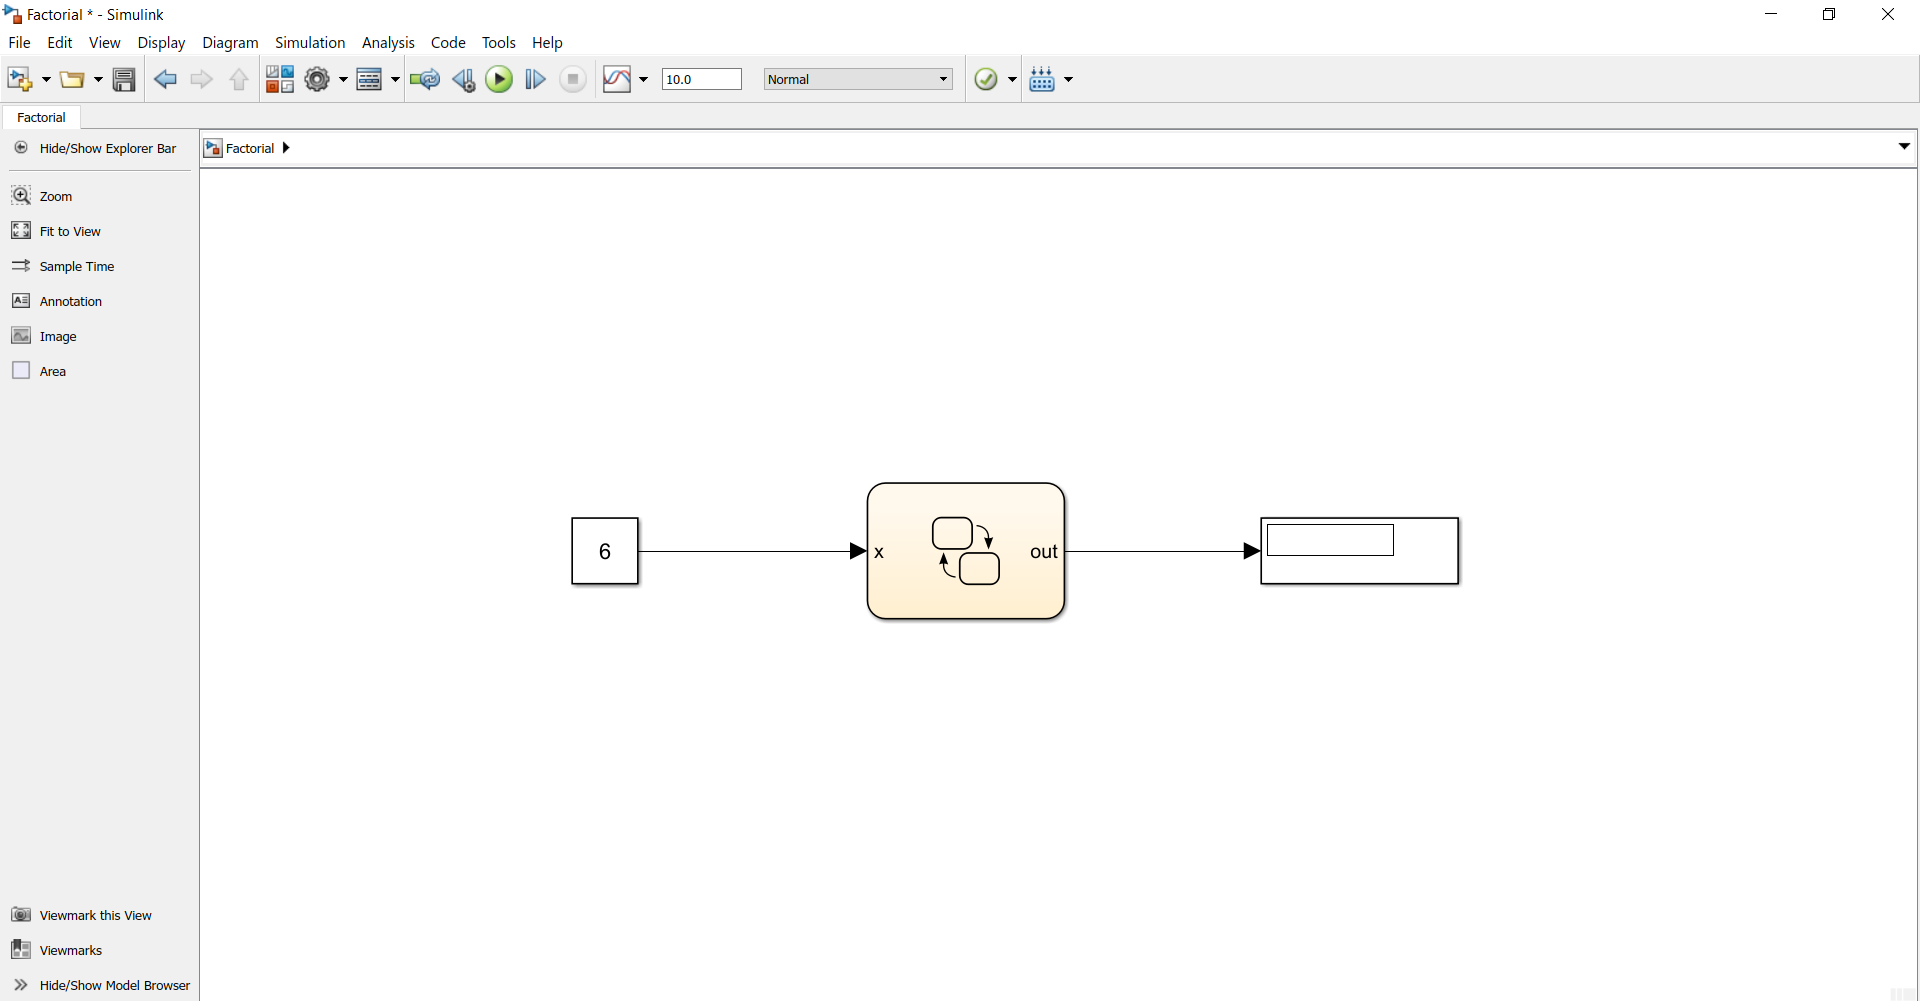 Factorial * - Simulink
File Edit View Display Diagram Simulation Analysis Code Tools Help
10.0 Normal
Factorial
Hide/Show Explorer Bar
Factorial
Zoom
Fit to View
Sample Time
Annotation
Image
Area
6 x out
Viewmark this View
Viewmarks
Hide/Show Model Browser